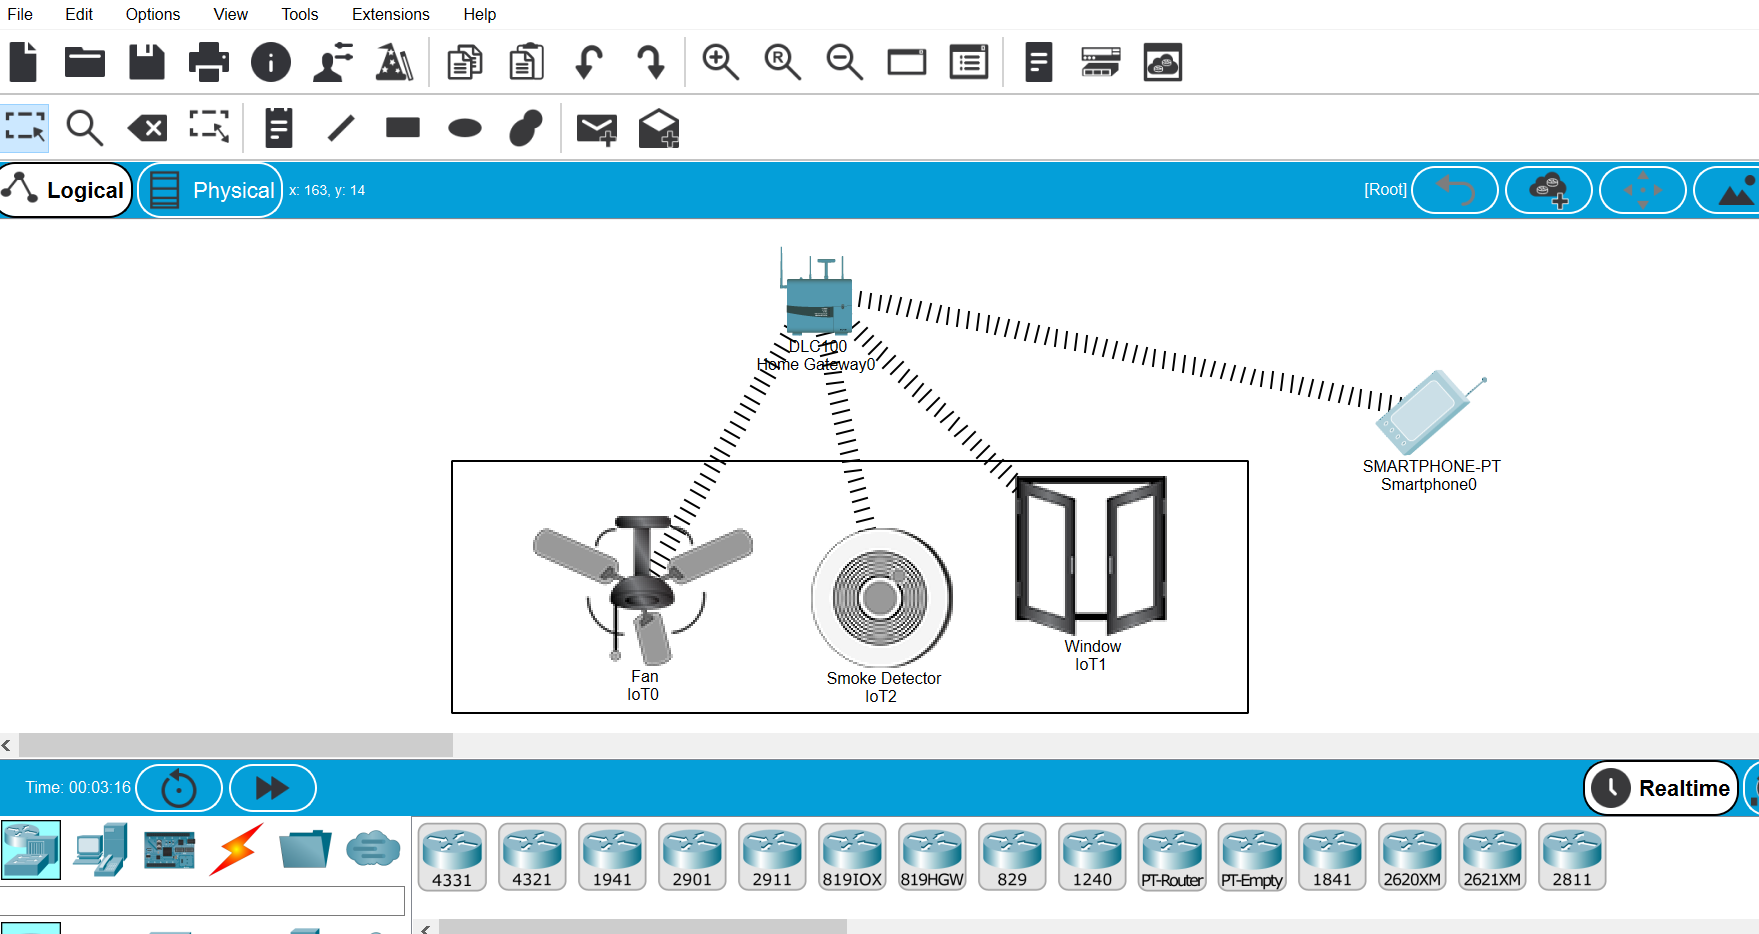 File Edit Options View Tools Extensions Help
R
Logical Physical x: 163, y: 14 [Root]
DLC100
Home Gateway0
SMARTPHONE-PT
Smartphone0
Window
IoT1
Fan
IoT0
Smoke Detector
IoT2
Time: 00:03:16 Realtime
4331 4321 1941 2901 2911 819IOX 819HGW 829 1240 PT-Router PT-Empty 1841 2620XM 2621XM 2811